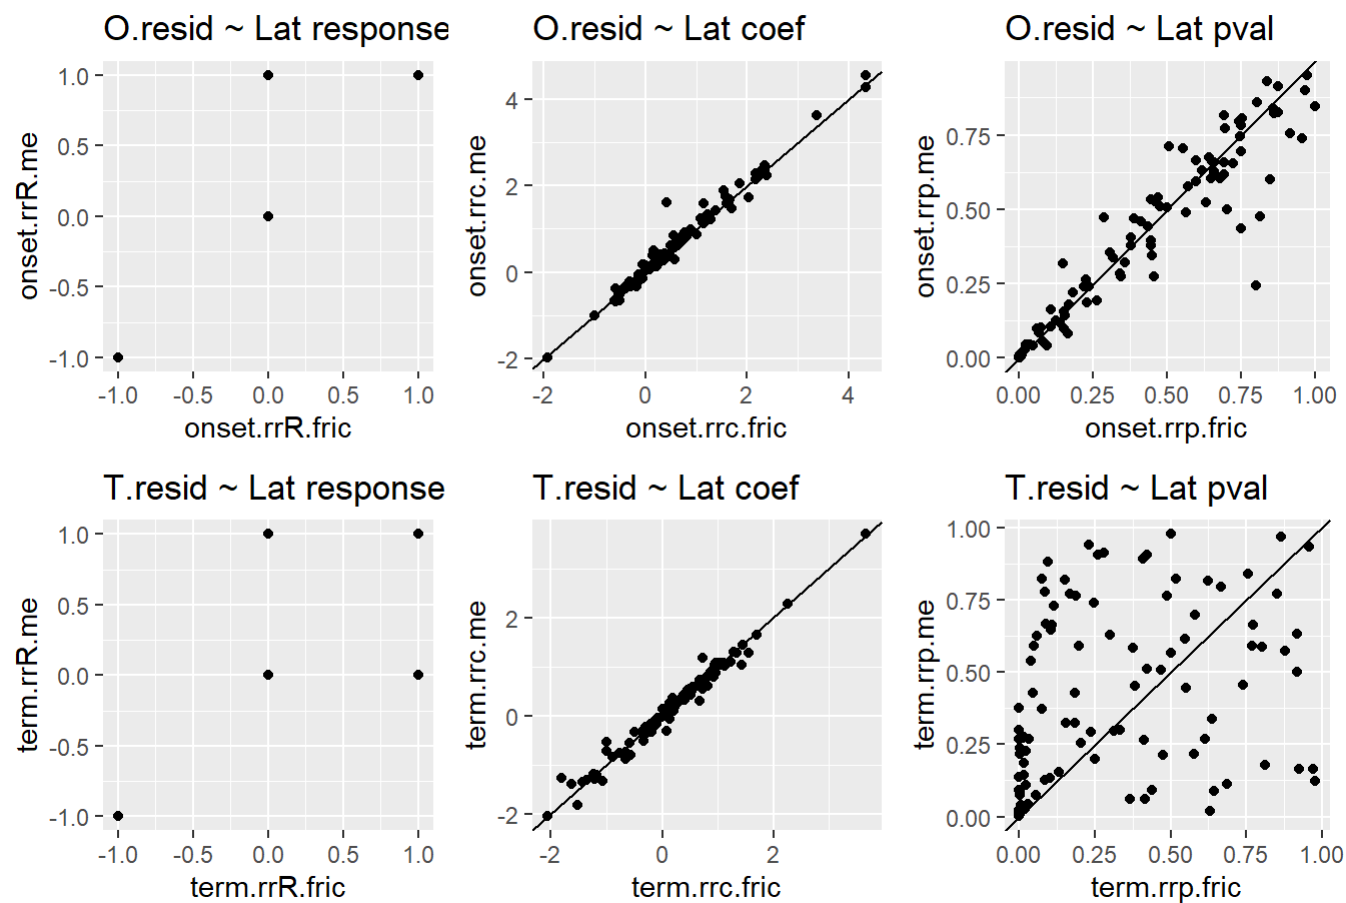 O.resid ~ Lat response
O.resid ~ Lat coef
O.resid ~ Lat pval
onset.rrR.me
1.0
0.5
0.0
-0.5
-1.0
-1.0 -0.5 0.0 0.5 1.0
onset.rrR.fric
onset.rrc.me
4
2
0
-2
-2 0 2 4
onset.rrc.fric
onset.rrp.me
0.75
0.50
0.25
0.00
0.00 0.25 0.50 0.75 1.00
onset.rrp.fric
T.resid ~ Lat response
T.resid ~ Lat coef
T.resid ~ Lat pval
term.rrR.me
1.0
0.5
0.0
-0.5
-1.0
-1.0 -0.5 0.0 0.5 1.0
term.rrR.fric
term.rrc.me
2
0
-2
-2 0 2
term.rrc.fric
term.rrp.me
1.00
0.75
0.50
0.25
0.00
0.00 0.25 0.50 0.75 1.00
term.rrp.fric